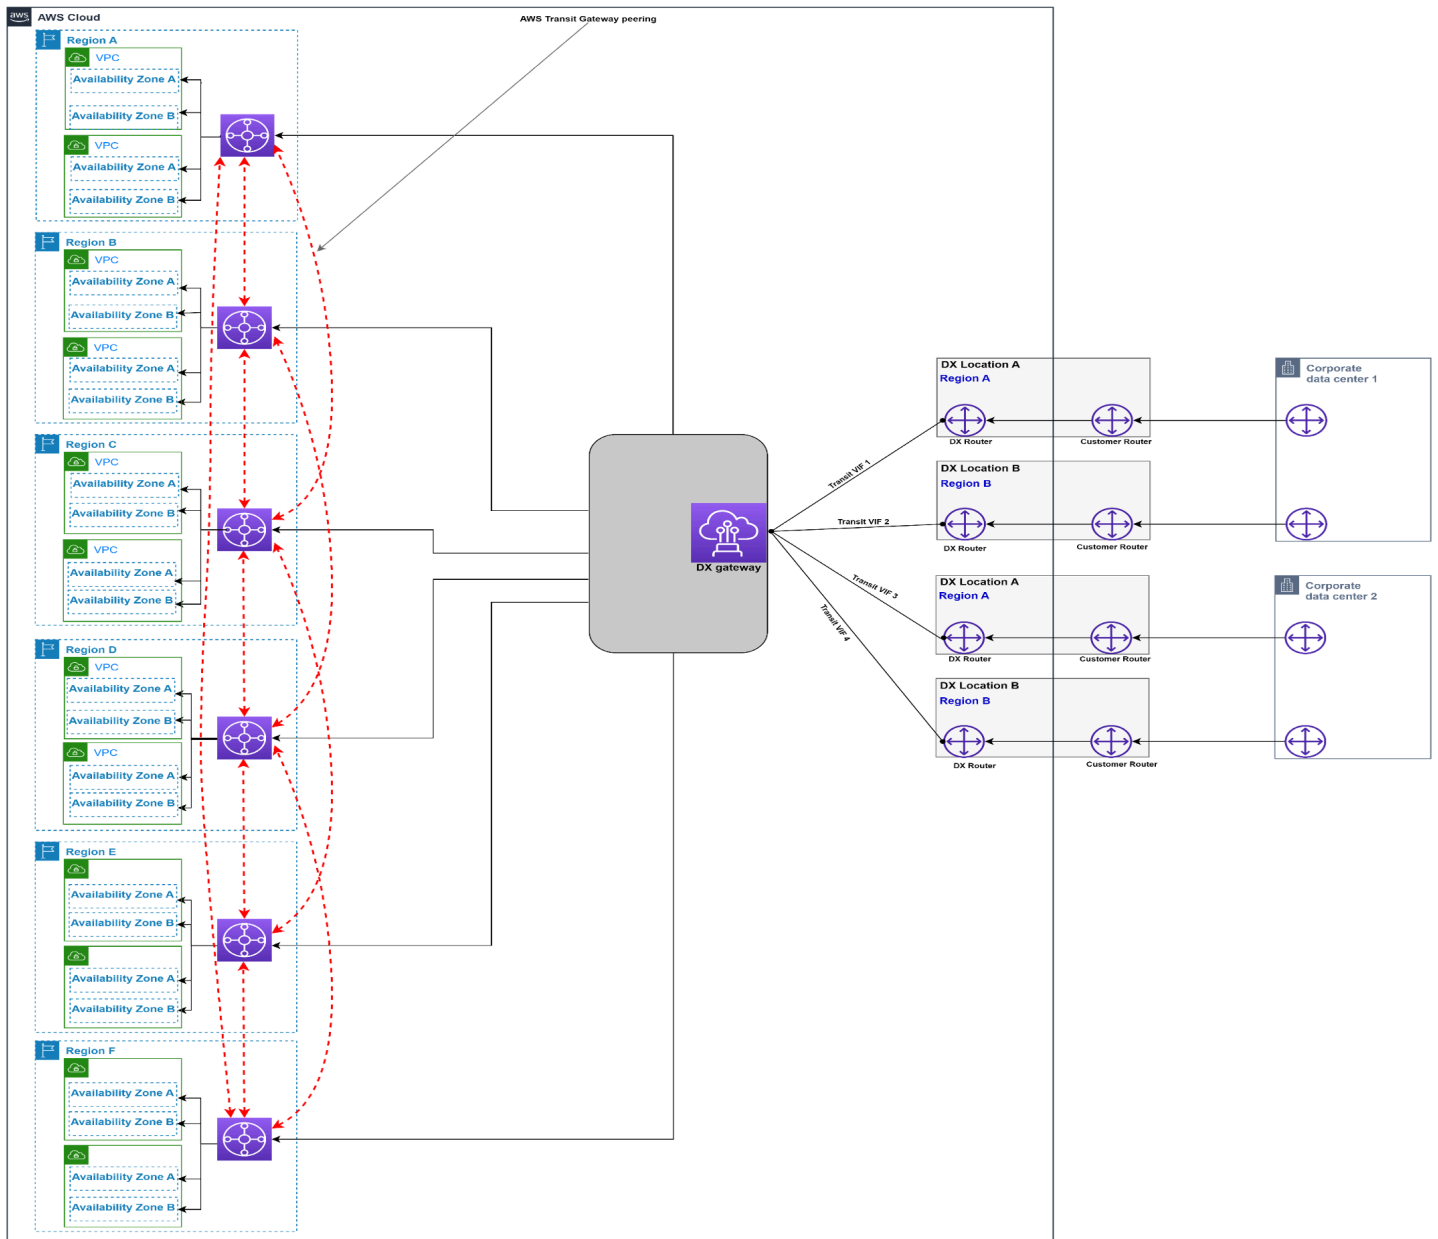 aws
AWS Cloud
AWS Transit Gateway peering
Region A
VPC
Availability Zone A
Availability Zone B
VPC
Availability Zone A
Availability Zone B
Region B
VPC
Availability Zone A
Availability Zone B
VPC
Availability Zone A
Availability Zone B
Region C
VPC
Availability Zone A
Availability Zone B
VPC
Availability Zone A
Availability Zone B
Region D
VPC
Availability Zone A
Availability Zone B
VPC
Availability Zone A
Availability Zone B
Region E
Availability Zone A
Availability Zone B
Availability Zone A
Availability Zone B
Region F
Availability Zone A
Availability Zone B
Availability Zone A
Availability Zone B
DX gateway
Transit VIF 1
Transit VIF 2
Transit VIF 3
Transit VIF 4
DX Location A
Region A
DX Router
Customer Router
DX Location B
Region B
DX Router
Customer Router
DX Location A
Region A
DX Router
Customer Router
DX Location B
Region B
DX Router
Customer Router
Corporate
data center 1
Corporate
data center 2